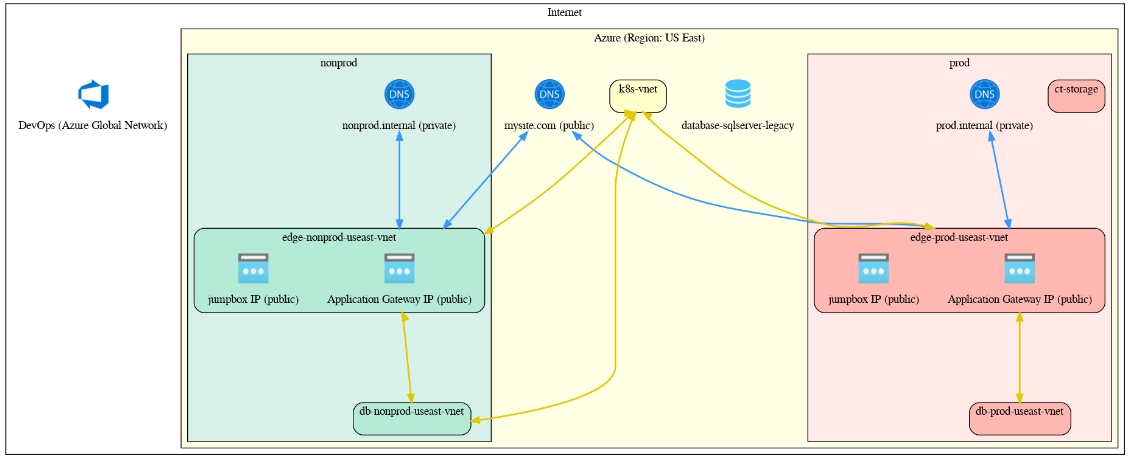 Internet
Azure (Region: US East)
nonprod
prod
DNS
DNS
k8s-vnet
DNS
ct-storage
DevOps (Azure Global Network)
nonprod.internal (private)
mysite.com (public)
database-sqlserver-legacy
prod.internal (private)
edge-nonprod-useast-vnet
edge-prod-useast-vnet
jumpbox IP (public)
Application Gateway IP (public)
jumpbox IP (public)
Application Gateway IP (public)
db-nonprod-useast-vnet
db-prod-useast-vnet